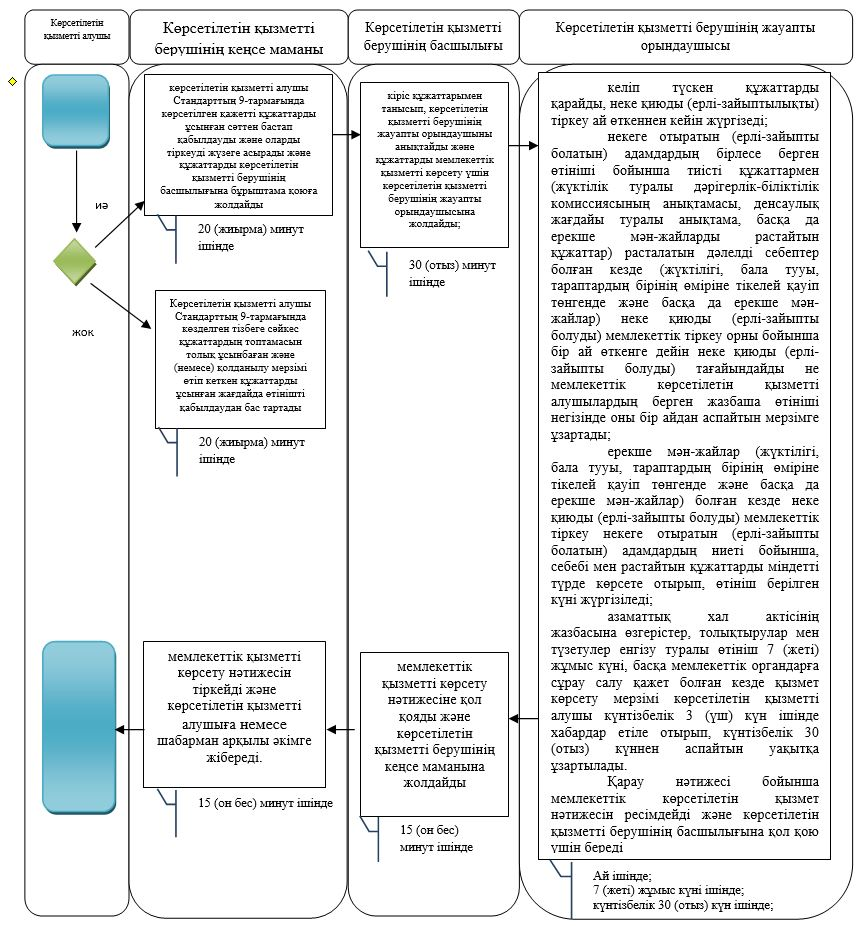 Көрсетілетін
қызметті алушы
Көрсетілетін қызметті
берушінің кеңсе маманы
Көрсетілетін қызметті
берушінің басшылығы
Көрсетілетін қызметті берушінің жауапты
орындаушысы
иә
жок
көрсетілетін қызметті алушы
Стандарттың 9-тармағында
көрсетілген қажетті құжаттарды
ұсынған сәттен бастап
қабылдауды және оларды
тіркеуді жүзеге асырады және
құжаттарды көрсетілетін
қызметті берушінің
басшылығына бұрыштама қоюға
жолдайды
20 (жиырма) минут
ішінде
Көрсетілетін қызметті алушы
Стандарттың 9-тармағында
көзделген тізбеге сәйкес
құжаттардың топтамасын
толық ұсынбаған және
(немесе) қолданылу мерзімі
өтіп кеткен құжаттарды
ұсынған жағдайда өтінішті
қабылдаудан бас тартады
20 (жиырма) минут
ішінде
кіріс құжаттарымен
танысып, көрсетілетін
қызметті берушінің
жауапты орындаушыны
анықтайды және
құжаттарды мемлекеттік
қызметті көрсету үшін
көрсетілетін қызметті
берушінің жауапты
орындаушысына
жолдайды;
30 (отыз) минут
ішінде
келіп түскен құжаттарды
қарайды, неке қиюды (ерлі-зайыптылықты)
тіркеу ай өткеннен кейін жүргізеді;
некеге отыратын (ерлі-зайыпты
болатын) адамдардың бірлесе берген
өтініші бойынша тиісті құжаттармен
(жүктілік туралы дәрігерлік-біліктілік
комиссиясының анықтамасы, денсаулық
жағдайы туралы анықтама, басқа да
ерекше мән-жайларды растайтын
құжаттар) расталатын дәлелді себептер
болған кезде (жүктілігі, бала тууы,
тараптардың бірінің өміріне тікелей қауіп
төнгенде және басқа да ерекше мән-
жайлар) неке қиюды (ерлі-зайыпты
болуды) мемлекеттік тіркеу орны бойынша
бір ай өткенге дейін неке қиюды (ерлі-
зайыпты болуды) тағайындайды не
мемлекеттік көрсетілетін қызметті
алушылардың берген жазбаша өтініші
негізінде оны бір айдан аспайтын мерзімге
ұзартады;
ерекше мән-жайлар (жүктілігі,
бала тууы, тараптардың бірінің өміріне
тікелей қауіп төнгенде және басқа да
ерекше мән-жайлар) болған кезде неке
қиюды (ерлі-зайыпты болуды) мемлекеттік
тіркеу некеге отыратын (ерлі-зайыпты
болатын) адамдардың ниеті бойынша,
себебі мен растайтын құжаттарды міндетті
түрде көрсете отырып, өтініш берілген
күні жүргізіледі;
азаматтық хал актісінің
жазбасына өзгерістер, толықтырулар мен
түзетулер енгізу туралы өтініш 7 (жеті)
жұмыс күні, басқа мемлекеттік органдарға
сұрау салу қажет болған кезде қызмет
көрсету мерзімі көрсетілетін қызметті
алушы күнтізбелік 3 (үш) күн ішінде
хабардар етіле отырып, күнтізбелік 30
(отыз) күннен аспайтын уақытқа
ұзартылады.
Қарау нәтижесі бойынша
мемлекеттік көрсетілетін қызмет
нәтижесін ресімдейді және көрсетілетін
қызметті берушінің басшылығына қол қою
үшін береді
Ай ішінде;
7 (жеті) жұмыс күні ішінде;
күнтізбелік 30 (отыз) күн ішінде;
мемлекеттік
қызметті көрсету
нәтижесіне қол
қояды және
көрсетілетін
қызметті берушінің
кеңсе маманына
жолдайды
15 (он бес)
минут ішінде
мемлекеттік қызметті
көрсету нәтижесін
тіркейді және
көрсетілетін қызметті
алушыға немесе
шабарман арқылы әкімге
жібереді.
15 (он бес) минут ішінде